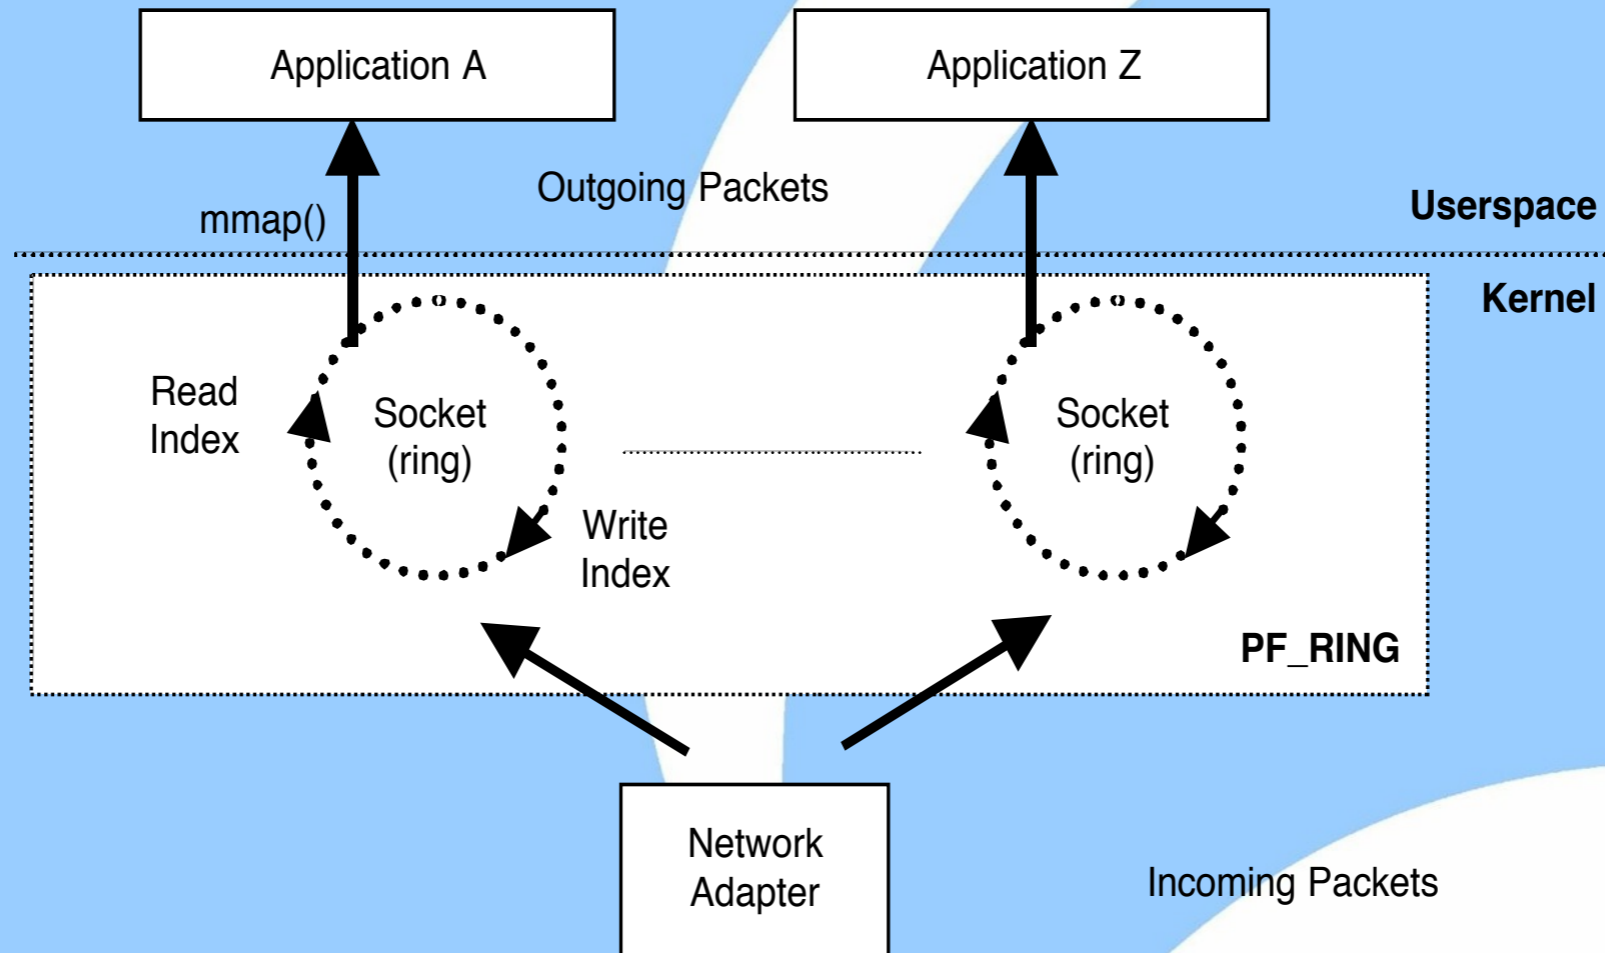 Application A
Application Z
Outgoing Packets
mmap()
Userspace
Kernel
Read
Index
Socket
(ring)
Write
Index
Socket
(ring)
PF_RING
Network
Adapter
Incoming Packets